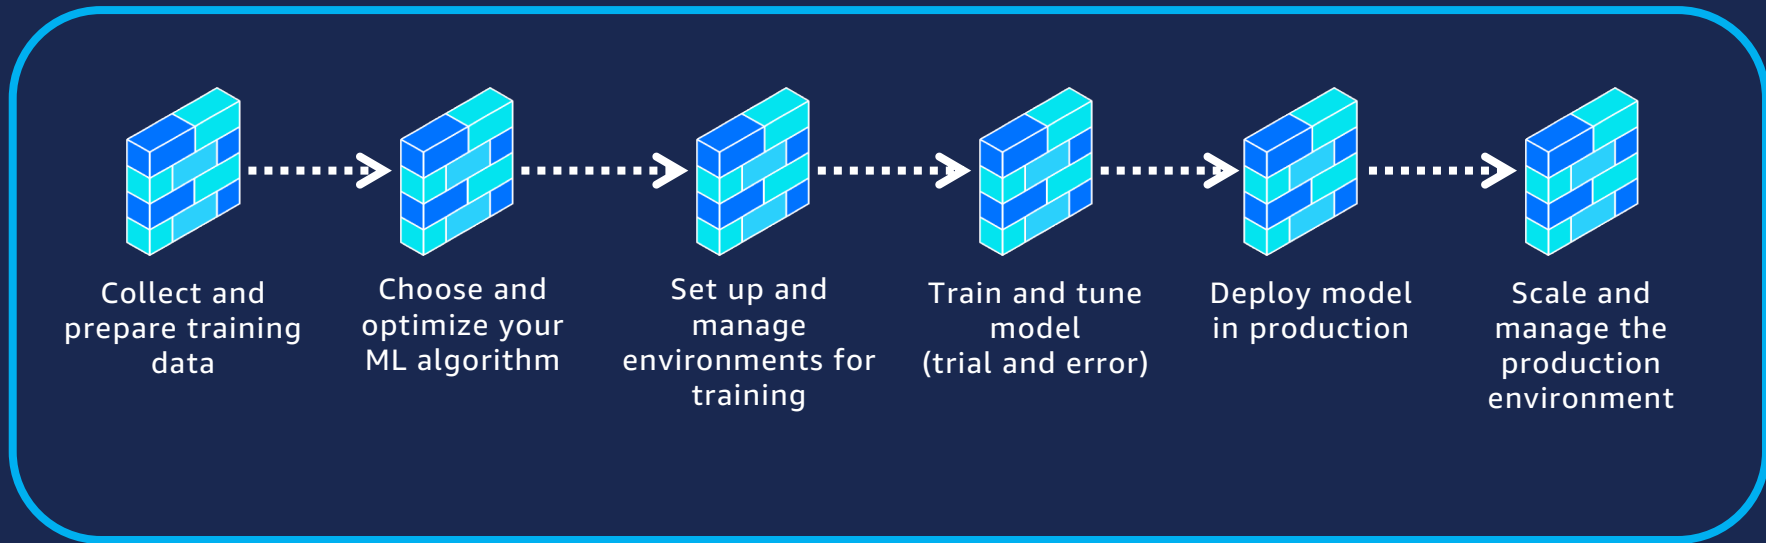 Collect and
prepare training
data
Choose and
optimize your
ML algorithm
Set up and
manage
environments for
training
Train and tune
model
(trial and error)
Deploy model
in production
Scale and
manage the
production
environment